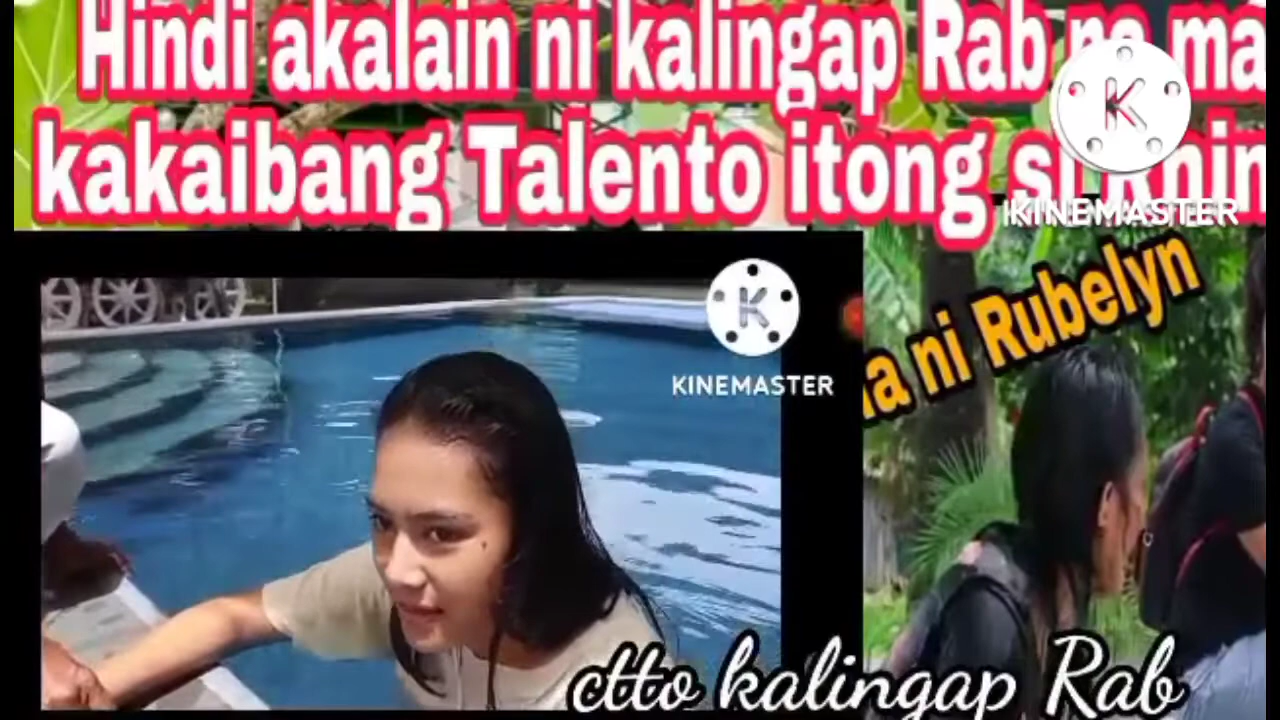 Hindi akalain ni kalingap Rab na ma
kakaibang Talento itong si
KINEMASTER
ni Rubelyn
K
KINEMASTER
ctto kalingap Rab